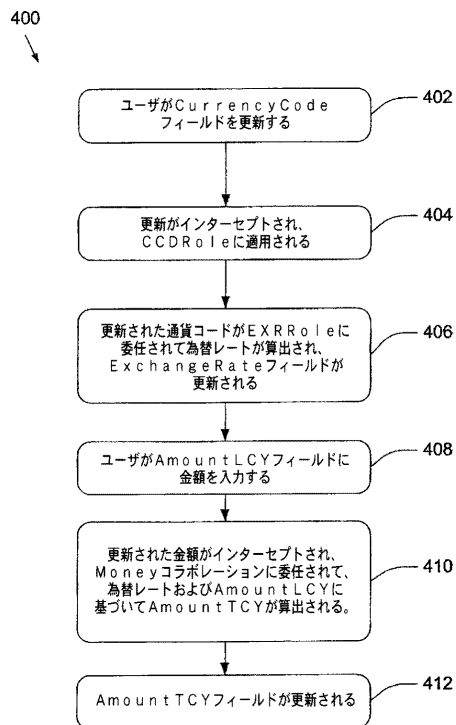 400
ユーザがCurrencyCode
フィールドを更新する
402
更新がインターセプトされ、
CCDRoleに適用される
404
更新された通貨コードがEXRRoleに
委任されて為替レートが算出され、
ExchangeRateフィールドが
更新される
406
ユーザがAmountLCYフィールドに
金額を入力する
408
更新された金額がインターセプトされ、
Moneyコラボレーションに委任されて、
為替レートおよびAmountLCYに
基づいてAmountTCYが算出される。
410
AmountTCYフィールドが更新される
412